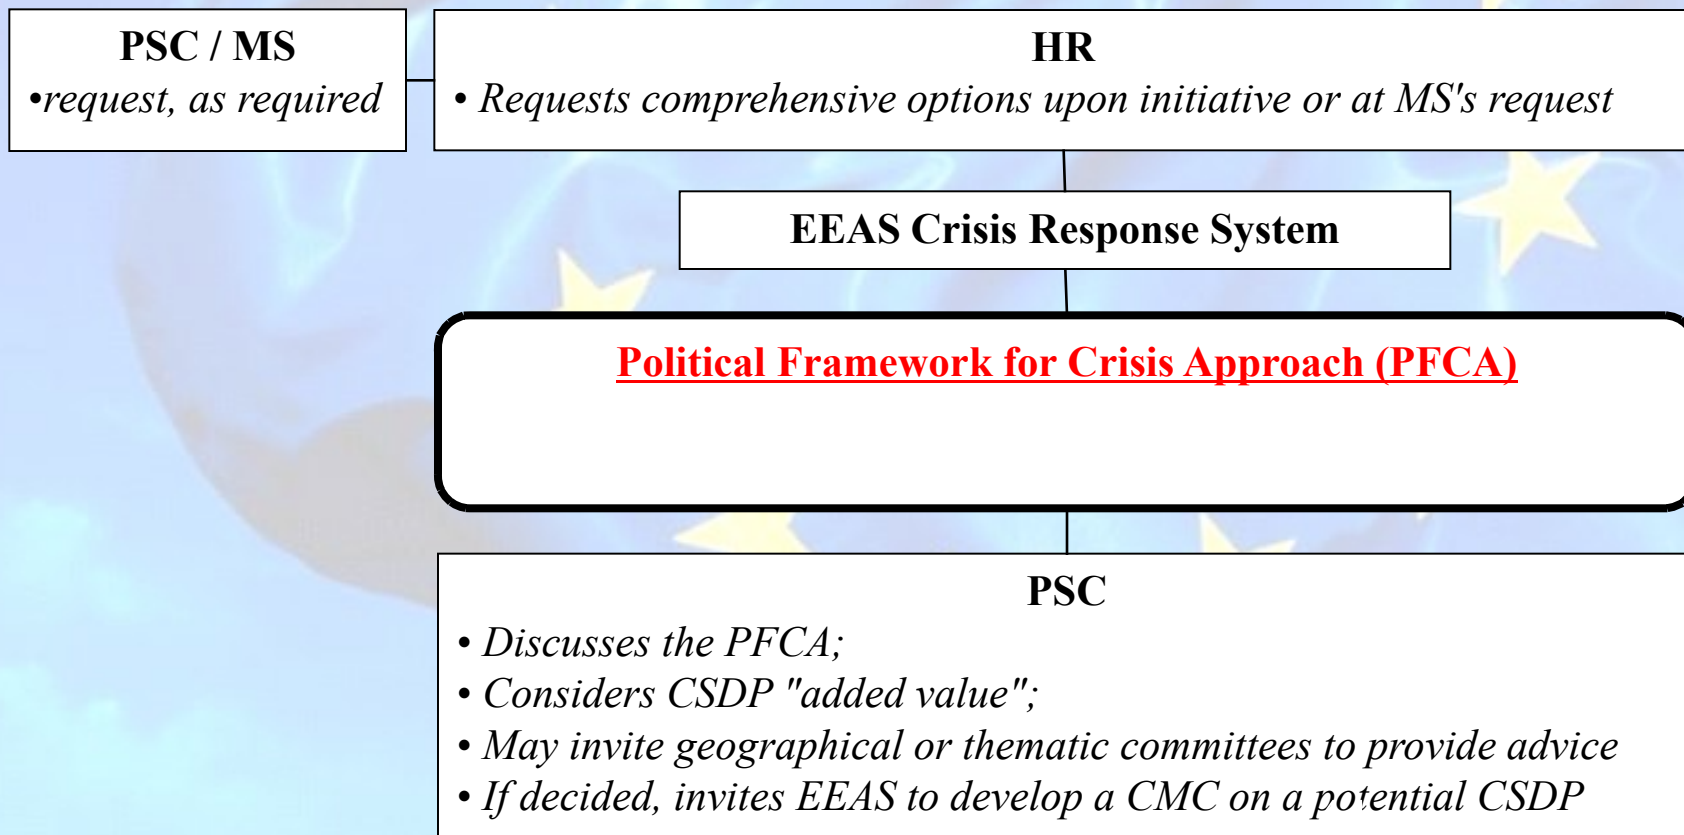 PSC / MS
•request, as required
HR
• Requests comprehensive options upon initiative or at MS's request
EEAS Crisis Response System
Political Framework for Crisis Approach (PFCA)
PSC
• Discusses the PFCA;
• Considers CSDP "added value";
• May invite geographical or thematic committees to provide advice
• If decided, invites EEAS to develop a CMC on a potential CSDP